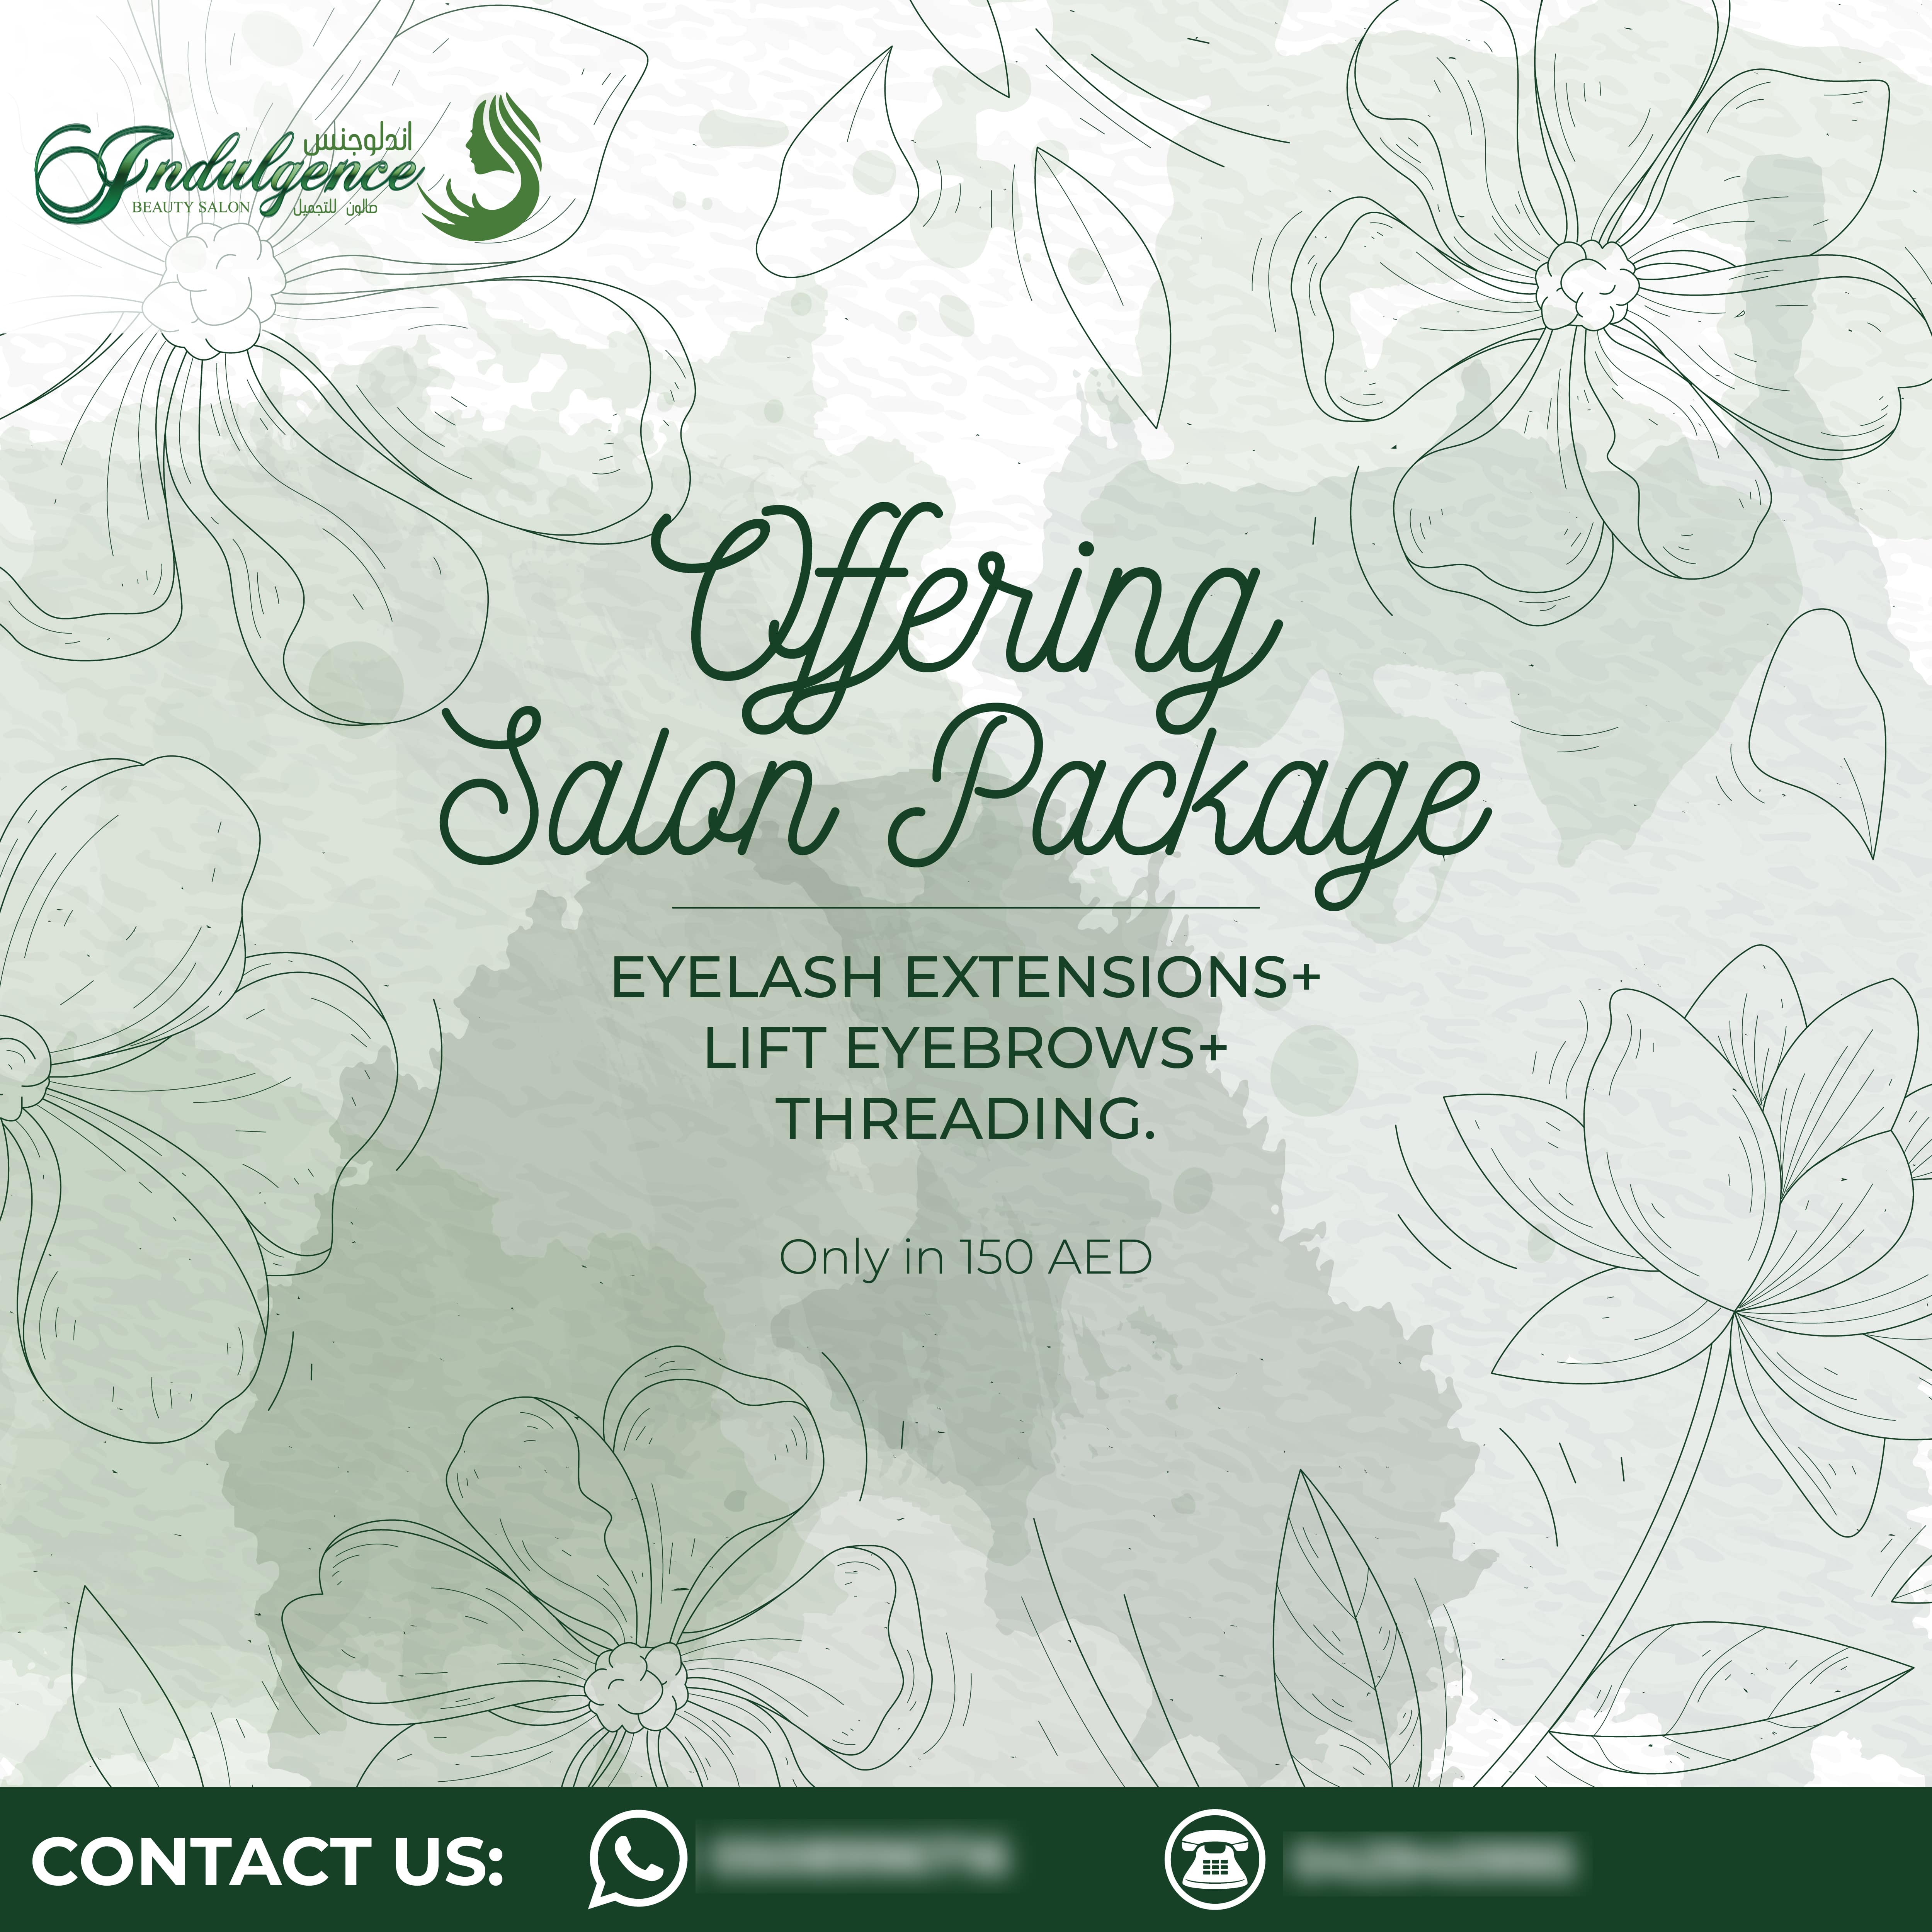 اندلوجنس
Indulgence
BEAUTY SALON صالون للتجميل
Offering
Salon Package
EYELASH EXTENSIONS+
LIFT EYEBROWS+
THREADING.
Only in 150 AED
CONTACT US: